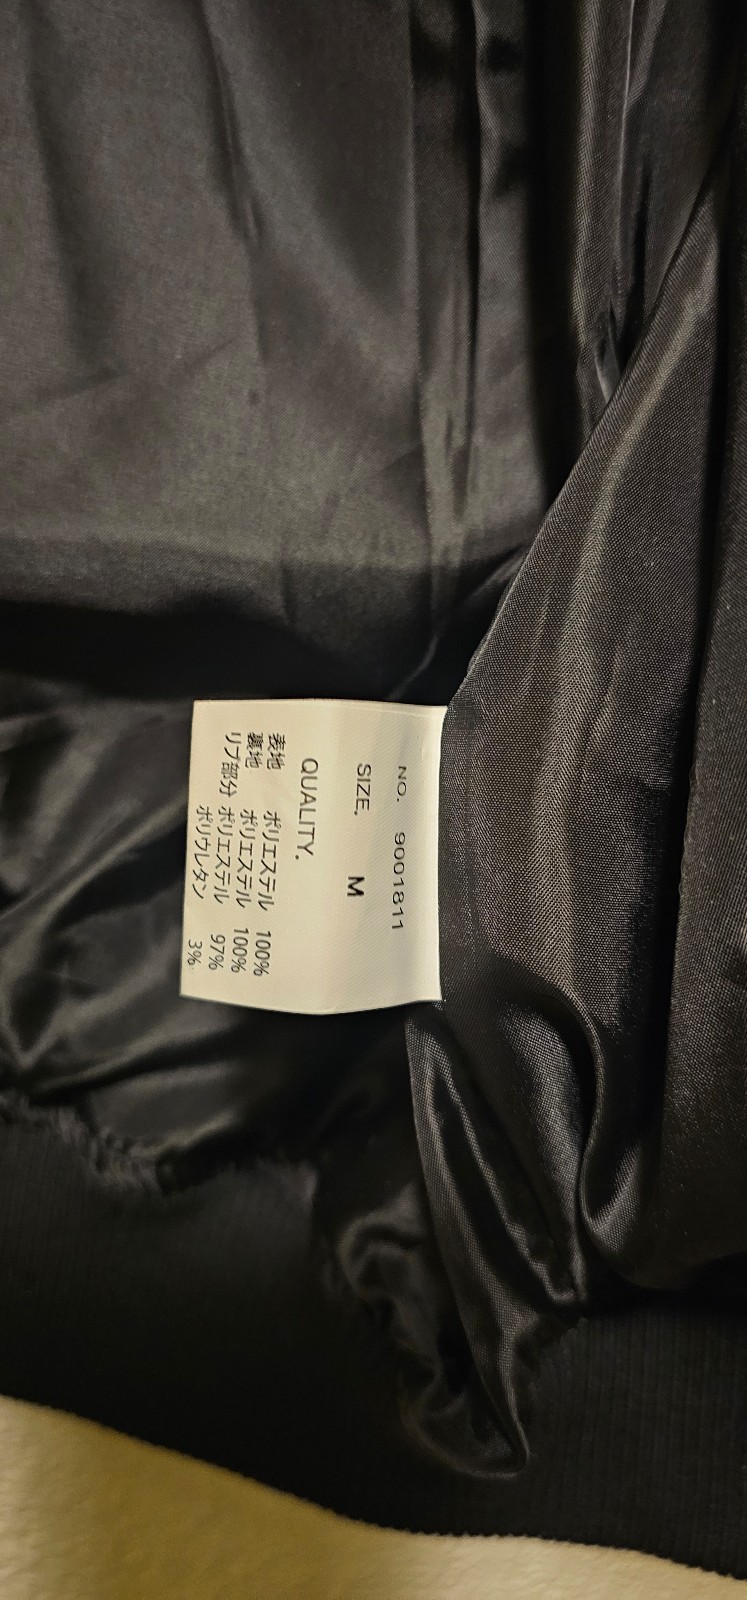 NO. 9001811
SIZE. M
QUALITY.
表地 ポリエステル 100%
裏地 ポリエステル 100%
リブ部分 ポリエステル 97%
ポリウレタン 3%